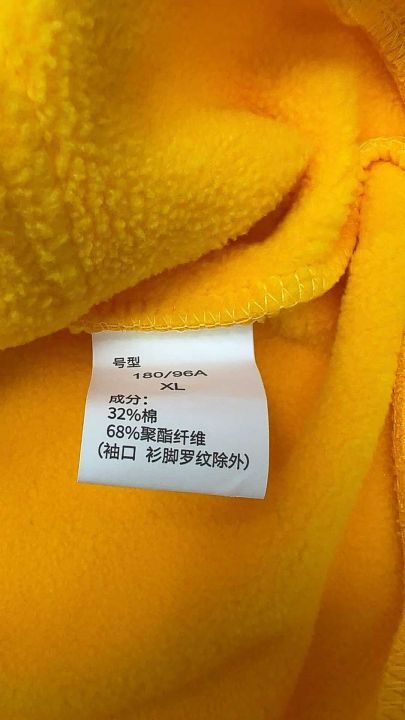 号型
180/96A
XL
成分：
32%棉
68%聚酯纤维
(袖口 衫脚罗纹除外)